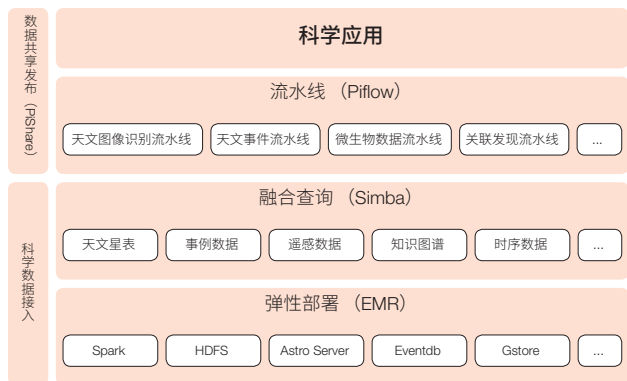 数据共享发布（PiShare）
科学应用
流水线 （Piflow）
天文图像识别流水线
天文事件流水线
微生物数据流水线
关联发现流水线
...
科学数据接入
融合查询 （Simba）
天文星表
事例数据
遥感数据
知识图谱
时序数据
...
弹性部署 （EMR）
Spark
HDFS
Astro Server
Eventdb
Gstore
...